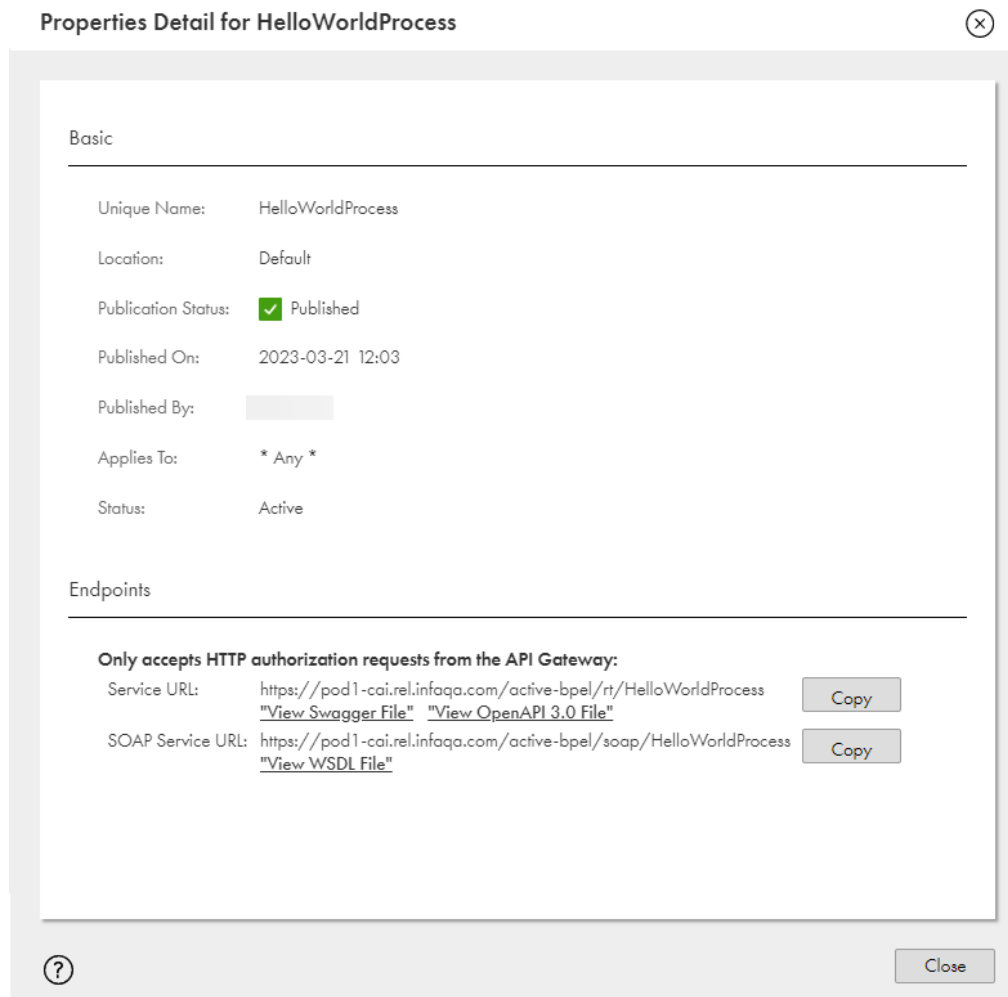 Properties Detail for HelloWorldProcess
Basic
Unique Name: HelloWorldProcess
Location: Default
Publication Status: Published
Published On: 2023-03-21 12:03
Published By:
Applies To: * Any *
Status: Active
Endpoints
Only accepts HTTP authorization requests from the API Gateway:
Service URL: https://pod1-cai.rel.infaqa.com/active-bpel/rt/HelloWorldProcess Copy
"View Swagger File" "View OpenAPI 3.0 File"
SOAP Service URL: https://pod1-cai.rel.infaqa.com/active-bpel/soap/HelloWorldProcess Copy
"View WSDL File"
? Close